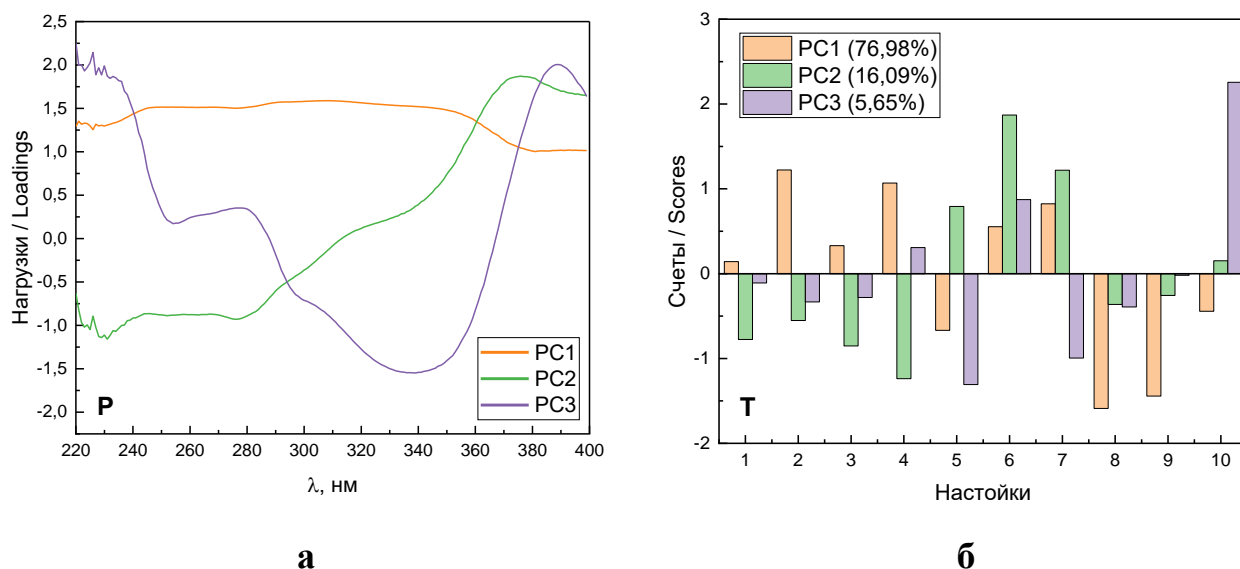 2,5
2,0
1,5
1,0
0,5
0,0
-0,5
-1,0
-1,5
-2,0
Нагрузки / Loadings
P
PC1
PC2
PC3
220 240 260 280 300 320 340 360 380 400
λ, нм
а
3
2
1
0
-1
-2
Счеты / Scores
PC1 (76,98%)
PC2 (16,09%)
PC3 (5,65%)
T
1 2 3 4 5 6 7 8 9 10
Настойки
б